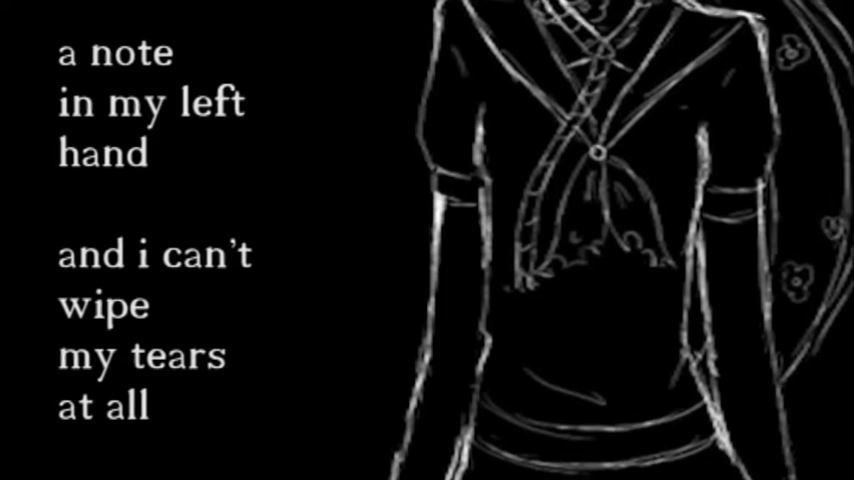 a note
in my left
hand
and i can’t
wipe
my tears
at all